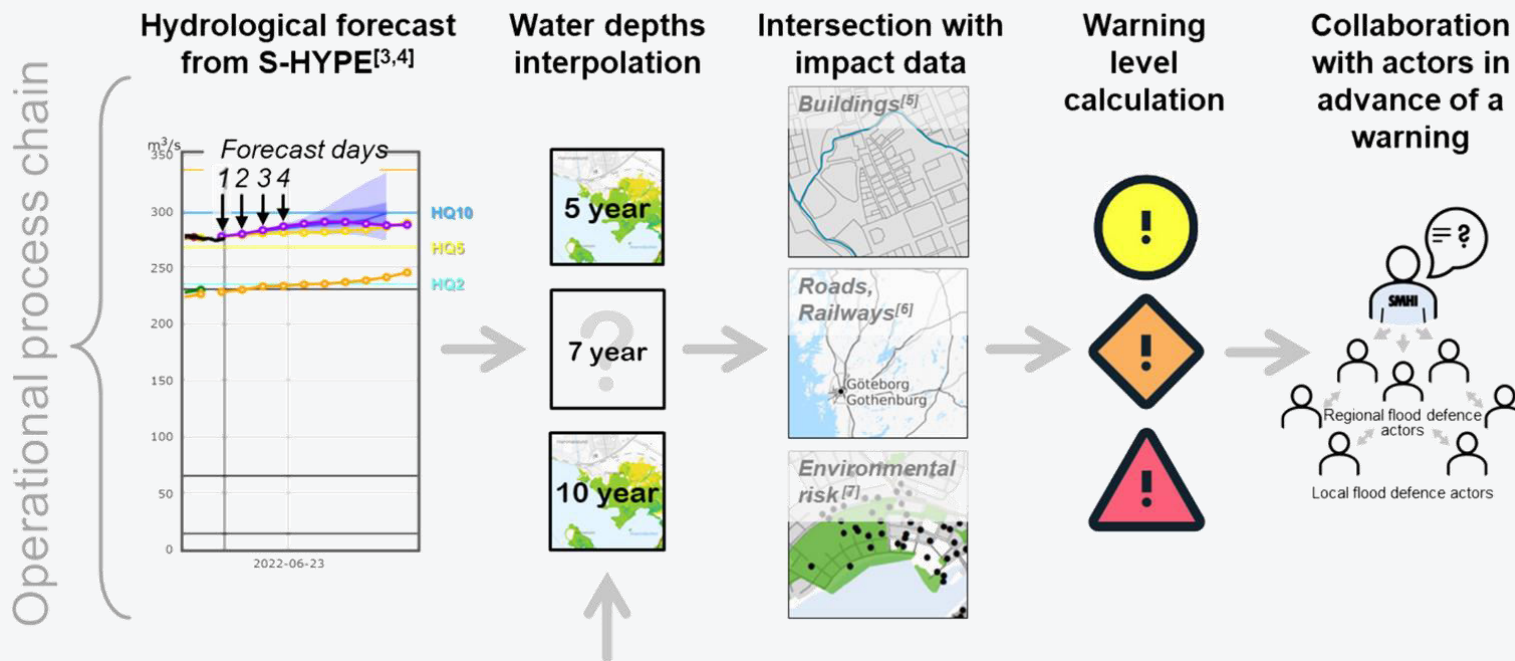 Operational process chain
Hydrological forecast
from S-HYPE[3,4]
m³/s
Forecast days
1 2 3 4
350
300
250
200
150
100
50
0
HQ10
HQ5
HQ2
2022-06-23
Water depths
interpolation
5 year
?
7 year
10 year
Intersection with
impact data
Buildings[5]
Roads,
Railways[6]
Göteborg
Gothenburg
Environmental
risk[7]
Warning
level
calculation
!
!
!
Collaboration
with actors in
advance of a
warning
?
SMHI
Regional flood defence
actors
Local flood defence actors